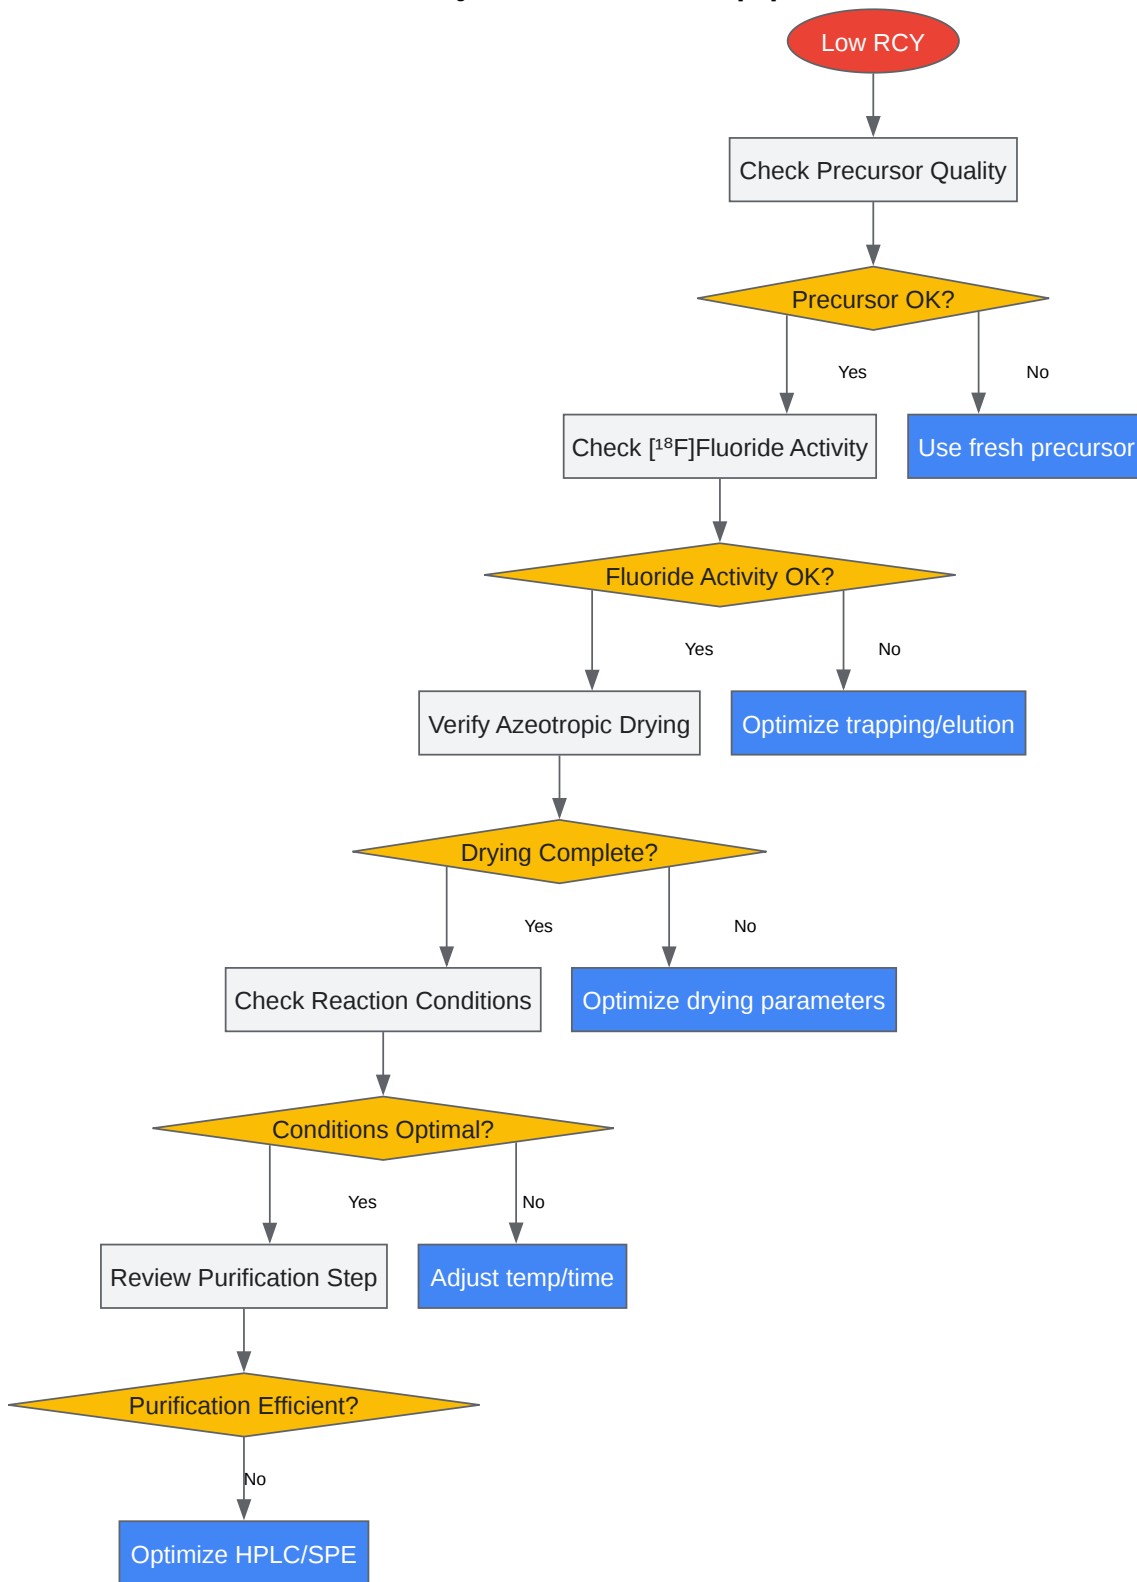 Low RCY
Check Precursor Quality
Precursor OK?
Yes
No
Check [¹⁸F]Fluoride Activity
Use fresh precursor
Fluoride Activity OK?
Yes
No
Verify Azeotropic Drying
Optimize trapping/elution
Drying Complete?
Yes
No
Check Reaction Conditions
Optimize drying parameters
Conditions Optimal?
Yes
No
Review Purification Step
Adjust temp/time
Purification Efficient?
No
Optimize HPLC/SPE